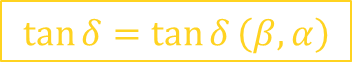 tan δ = tan δ (β, α)